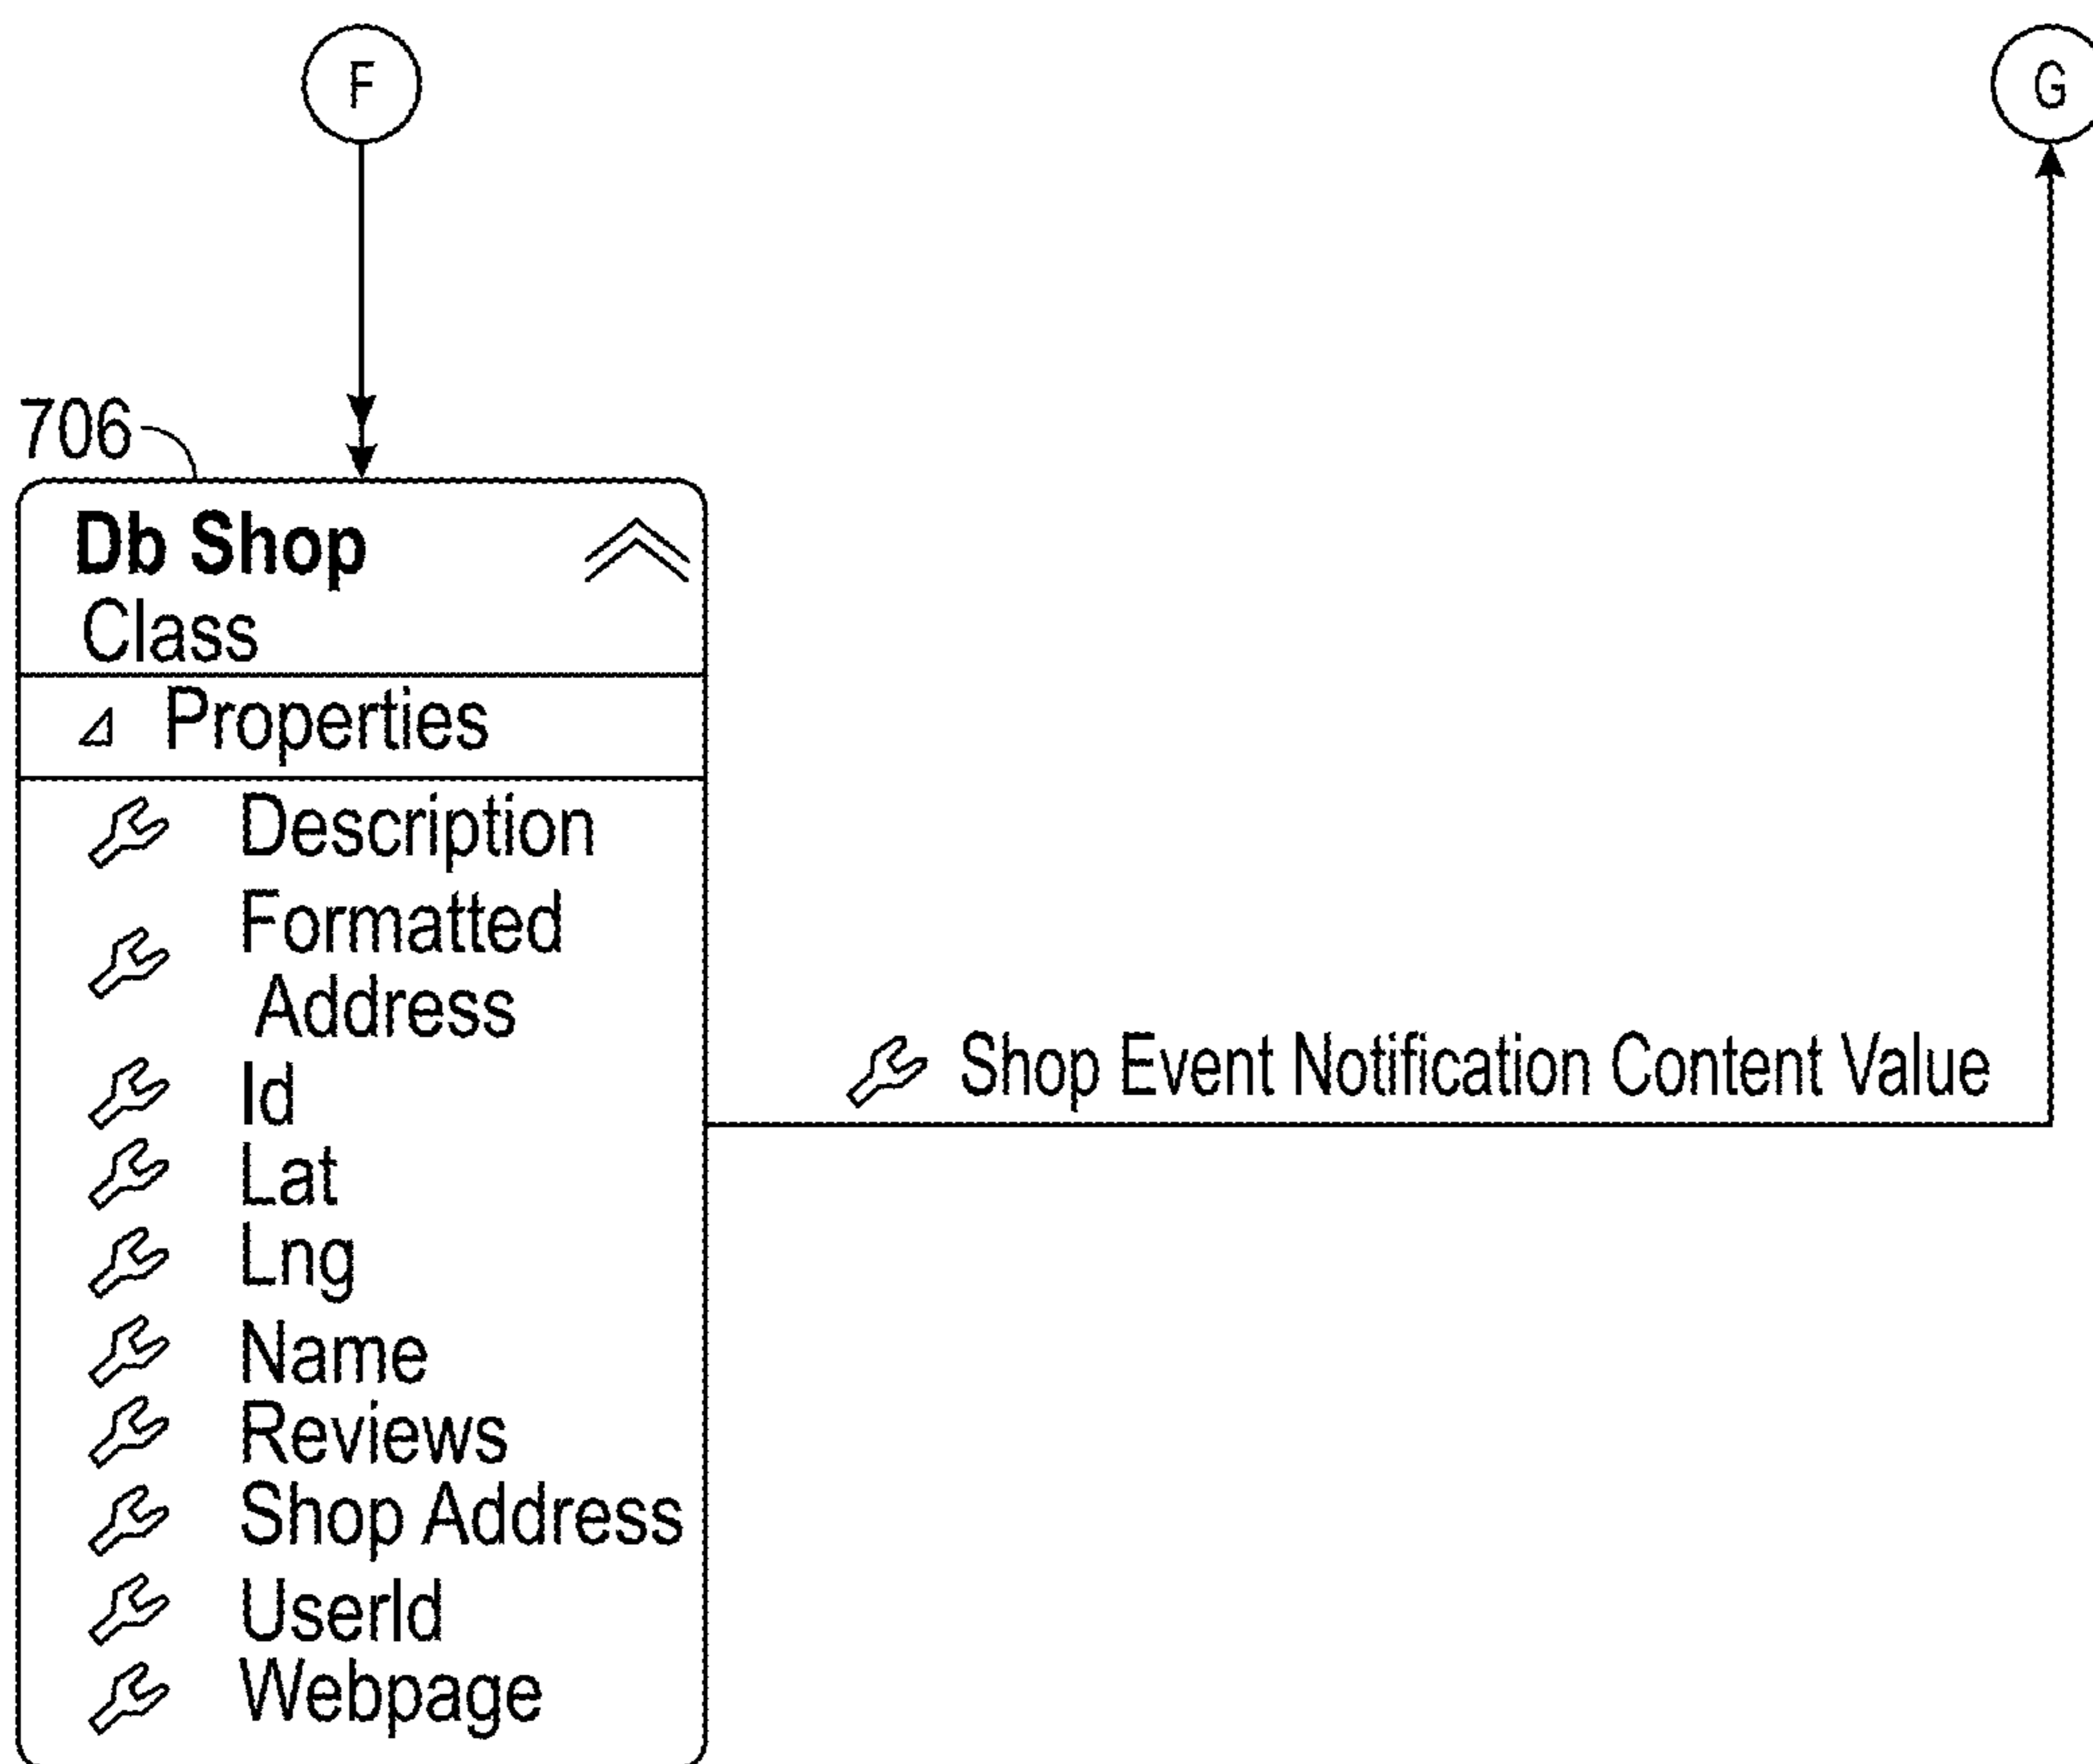 F
G
706
Db Shop
Class
Properties
Description
Formatted
Address
Id
Lat
Lng
Name
Reviews
Shop Address
UserId
Webpage
Shop Event Notification Content Value